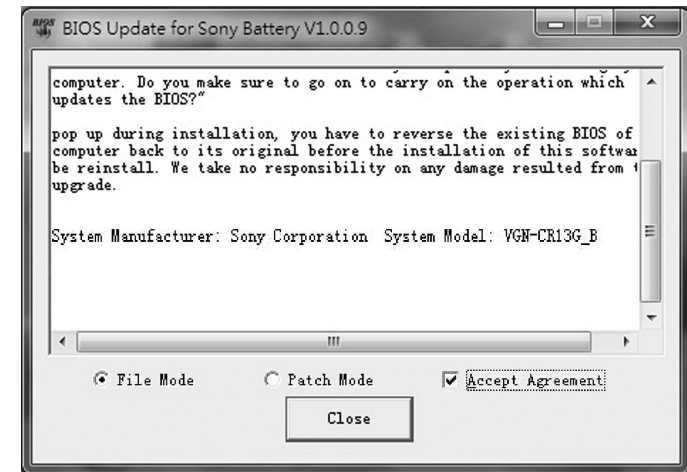 BIOS
BIOS Update for Sony Battery V1.0.0.9
computer. Do you make sure to go on to carry on the operation which
updates the BIOS?"
pop up during installation, you have to reverse the existing BIOS of
computer back to its original before the installation of this softwar
be reinstall. We take no responsibility on any damage resulted from
upgrade.
System Manufacturer: Sony Corporation System Model: VGN-CR13G_B
File Mode
Patch Mode
Accept Agreement
Close